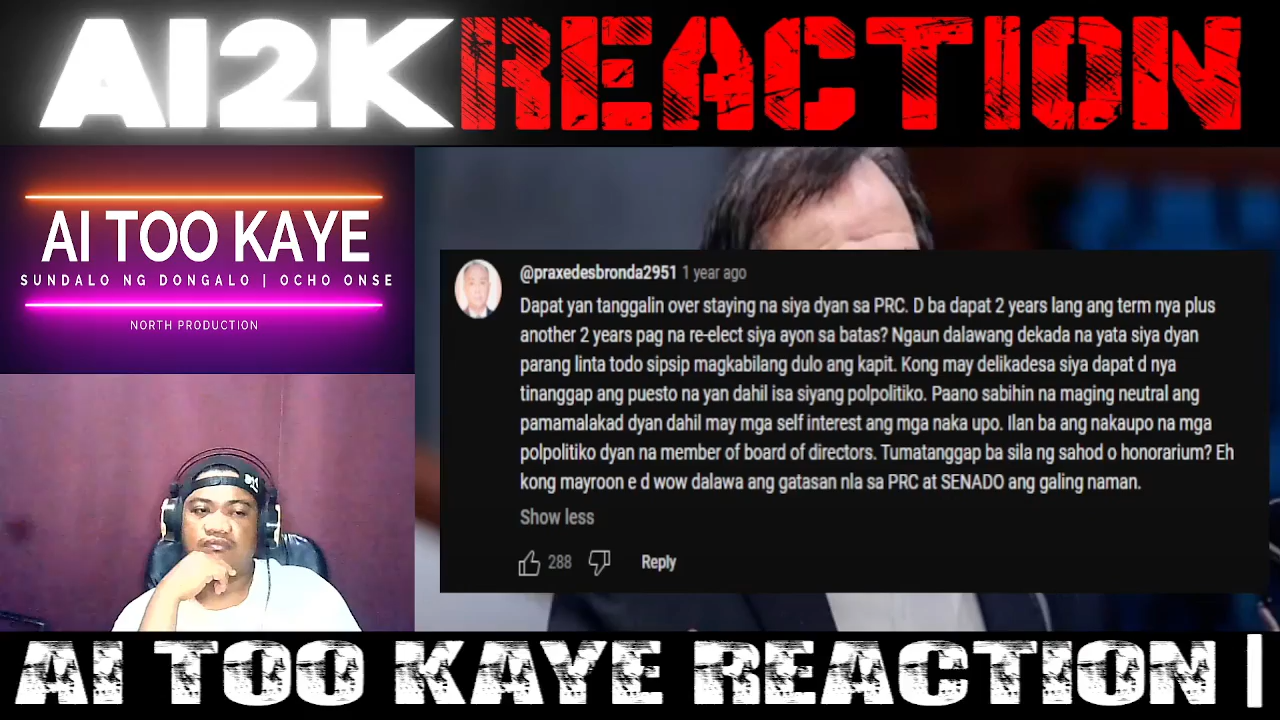 AI2KREACTION
AI TOO KAYE
SUNDALO NG DONGALO | OCHO ONSE
NORTH PRODUCTION
@praxedesbronda2951 1 year ago
Dapat yan tanggalin over staying na siya dyan sa PRC. D ba dapat 2 years lang ang term nya plus
another 2 years pag na re-elect siya ayon sa batas? Ngaun dalawang dekada na yata siya dyan
parang linta todo sipsip magkabilang dulo ang kapit. Kong may delikadesa siya dapat d nya
tinanggap ang puesto na yan dahil isa siyang polpolitiko. Paano sabihin na maging neutral ang
pamamalakad dyan dahil may mga self interest ang mga naka upo. Ilan ba ang nakaupo na mga
polpolitiko dyan na member of board of directors. Tumatanggap ba sila ng sahod o honorarium? Eh
kong mayroon e d wow dalawa ang gatasan nla sa PRC at SENADO ang galing naman.
Show less
288
Reply
AI TOO KAYE REACTION |